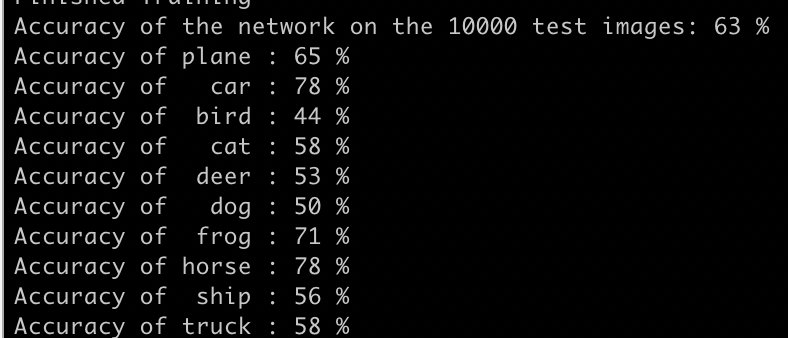 Finished Training
Accuracy of the network on the 10000 test images: 63 %
Accuracy of plane : 65 %
Accuracy of   car : 78 %
Accuracy of  bird : 44 %
Accuracy of   cat : 58 %
Accuracy of  deer : 53 %
Accuracy of   dog : 50 %
Accuracy of  frog : 71 %
Accuracy of horse : 78 %
Accuracy of  ship : 56 %
Accuracy of truck : 58 %